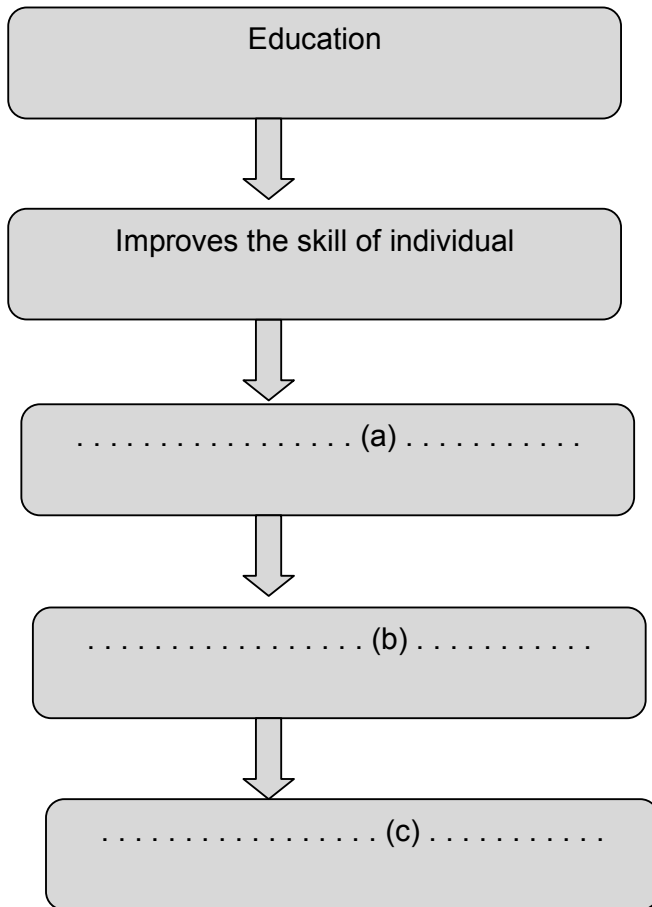 Education
Improves the skill of individual
. . . . . . . . . . . . . . . . . (a) . . . . . . . . . . .
. . . . . . . . . . . . . . . . . (b) . . . . . . . . . . .
. . . . . . . . . . . . . . . . . (c) . . . . . . . . . . .